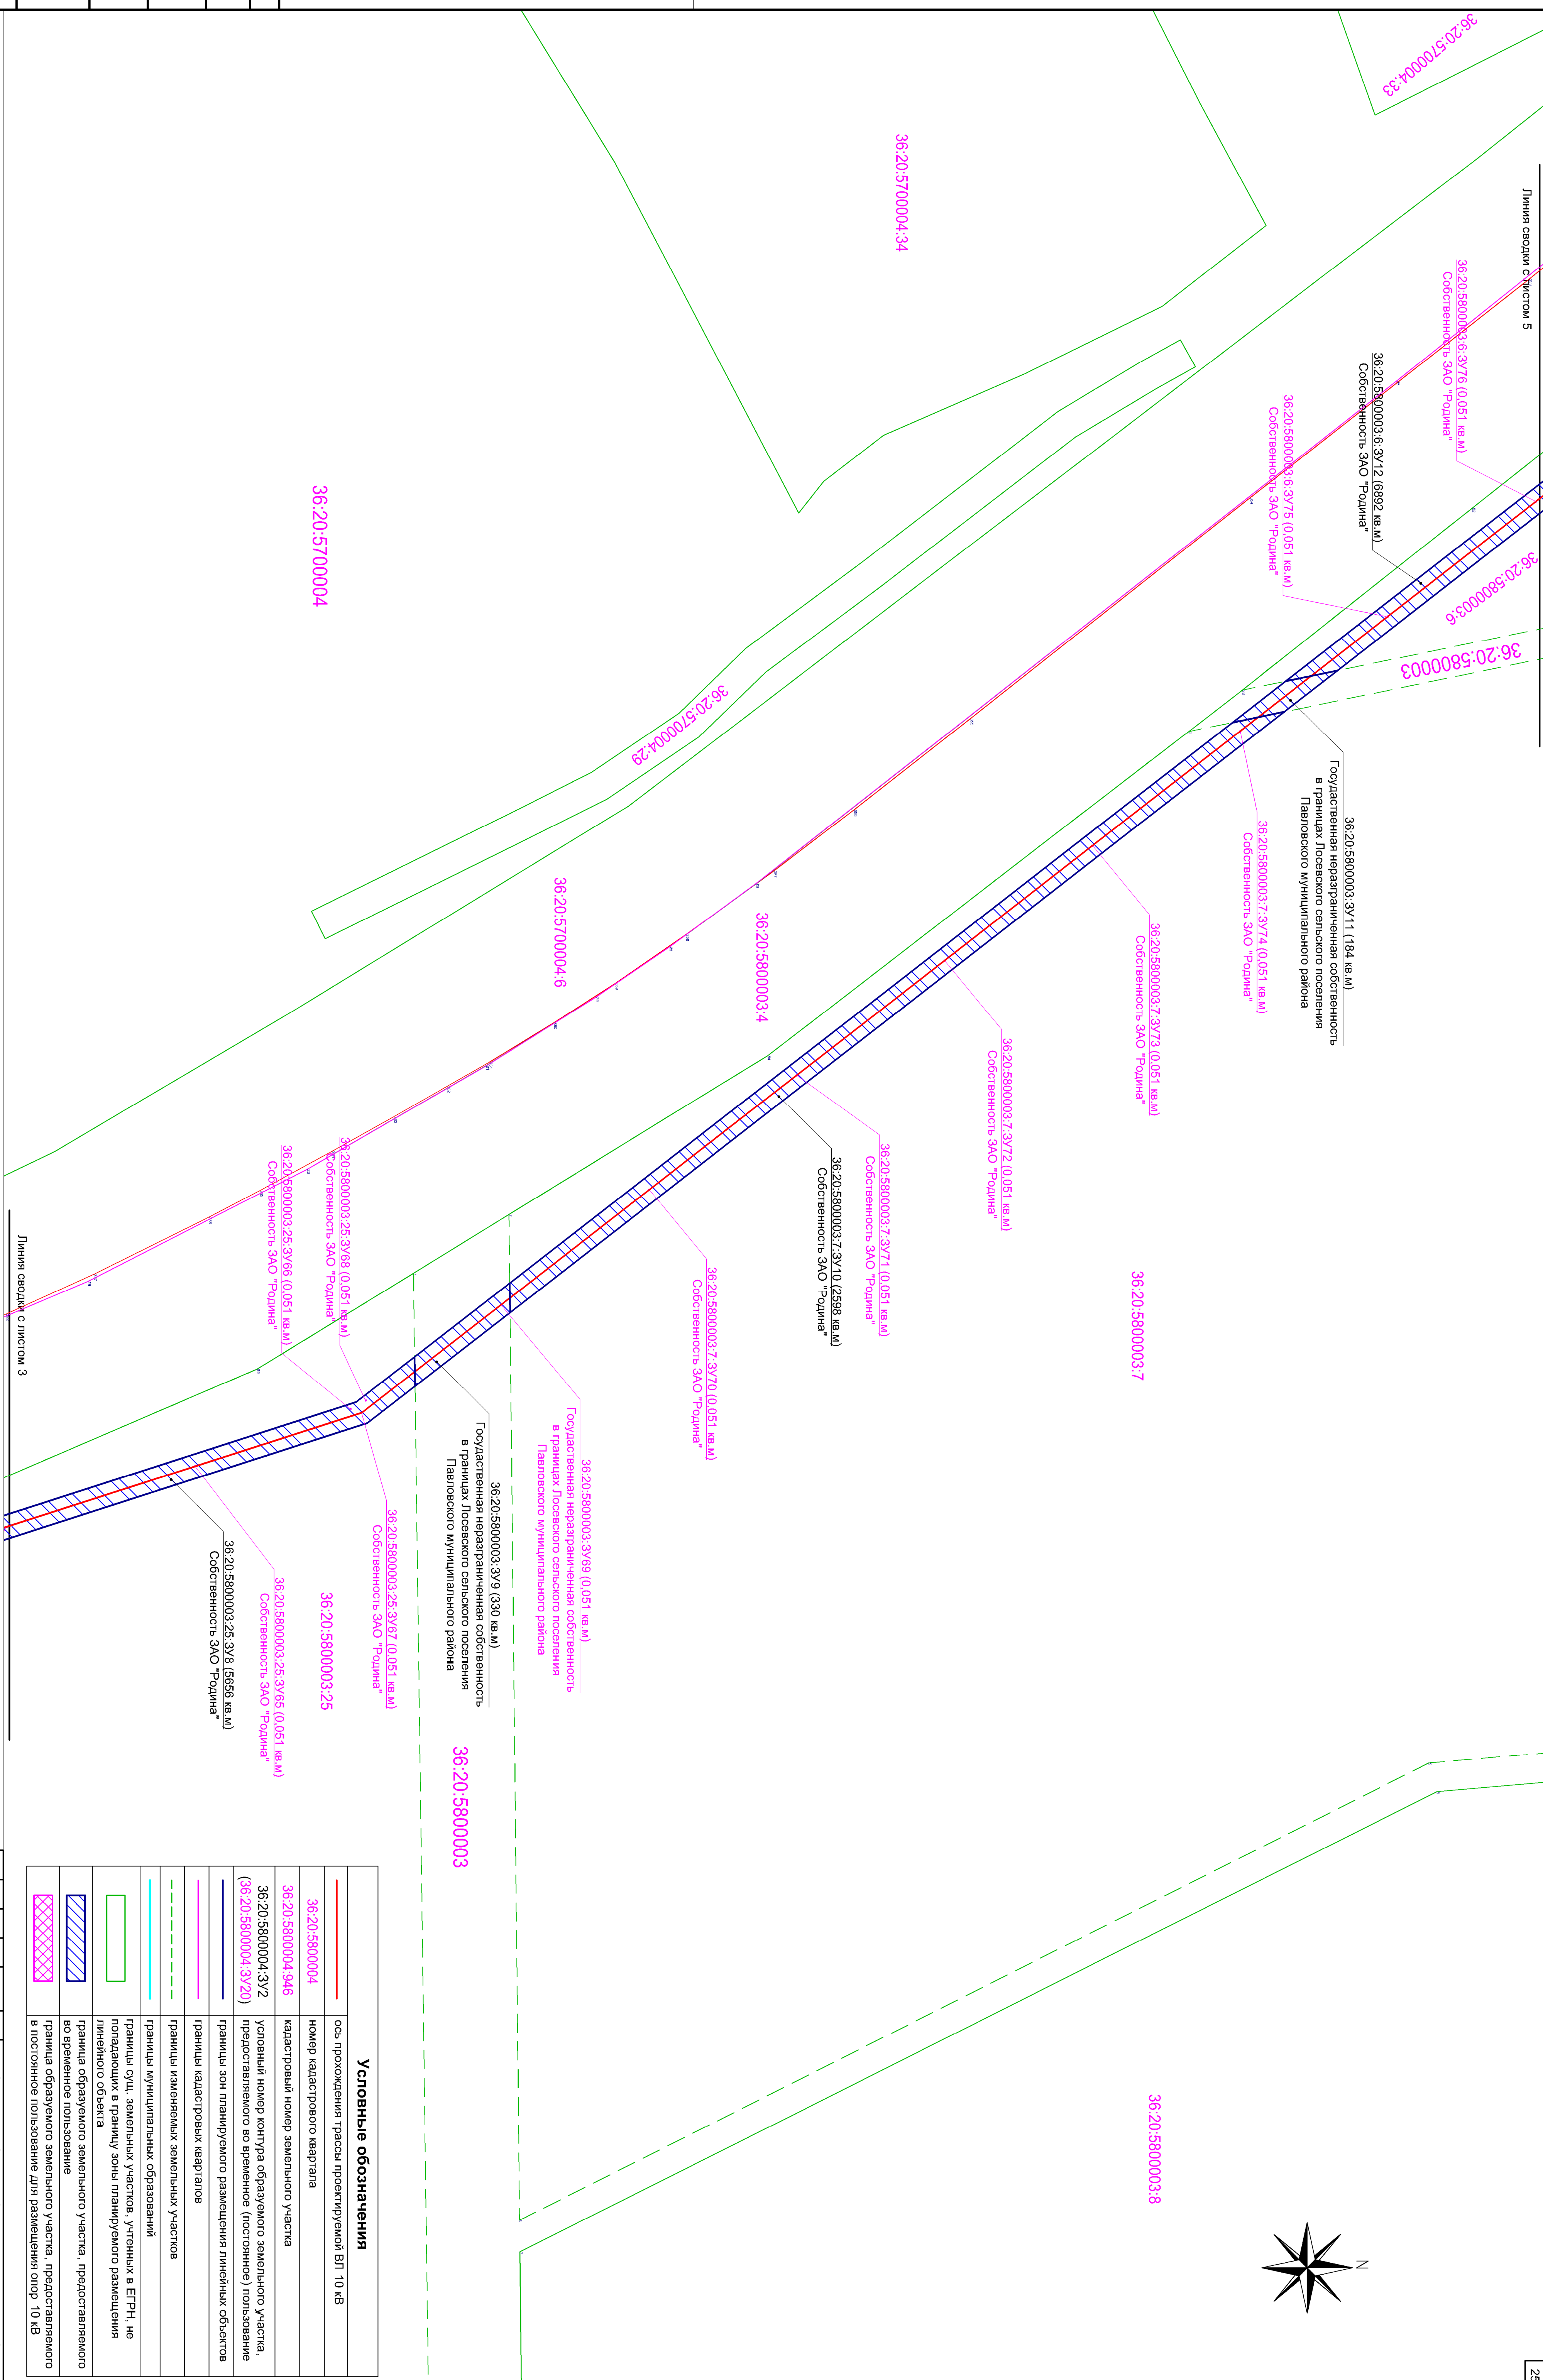 25
N
Линия сводки с листом 5
36:20:5700004:33
36:20:5800003:6:ЗУ76 (0,051 кв.м)
Собственность ЗАО "Родина"
36:20:5800003:6:ЗУ12 (6892 кв.м)
Собственность ЗАО "Родина"
36:20:5800003:6:ЗУ75 (0,051 кв.м)
Собственность ЗАО "Родина"
36:20:5800003:6
36:20:5800003
36:20:5800003:ЗУ11 (184 кв.м)
Государственная неразграниченная собственность
в границах Лосевского сельского поселения
Павловского муниципального района
36:20:5800003:7:ЗУ74 (0,051 кв.м)
Собственность ЗАО "Родина"
36:20:5800003:7:ЗУ73 (0,051 кв.м)
Собственность ЗАО "Родина"
36:20:5800003:7
36:20:5800003:8
36:20:5800003:7:ЗУ72 (0,051 кв.м)
Собственность ЗАО "Родина"
36:20:5700004:34
36:20:5800003:7:ЗУ71 (0,051 кв.м)
Собственность ЗАО "Родина"
36:20:5800003:7:ЗУ10 (2598 кв.м)
Собственность ЗАО "Родина"
36:20:5800003:4
36:20:5800003:7:ЗУ70 (0,051 кв.м)
Собственность ЗАО "Родина"
36:20:5700004:29
36:20:5700004:6
36:20:5800003:ЗУ69 (0,051 кв.м)
Государственная неразграниченная собственность
в границах Лосевского сельского поселения
Павловского муниципального района
36:20:5800003:ЗУ9 (330 кв.м)
Государственная неразграниченная собственность
в границах Лосевского сельского поселения
Павловского муниципального района
36:20:5800003
36:20:5800003:25:ЗУ67 (0,051 кв.м)
Собственность ЗАО "Родина"
36:20:5800003:25:ЗУ68 (0,051 кв.м)
Собственность ЗАО "Родина"
36:20:5700004
36:20:5800003:25
36:20:5800003:25:ЗУ66 (0,051 кв.м)
Собственность ЗАО "Родина"
36:20:5800003:25:ЗУ65 (0,051 кв.м)
Собственность ЗАО "Родина"
36:20:5800003:25:ЗУ8 (5656 кв.м)
Собственность ЗАО "Родина"
Линия сводки с листом 3
Условные обозначения
ось прохождения трассы проектируемой ВЛ 10 кВ
36:20:5800004
номер кадастрового квартала
36:20:5800004:946
кадастровый номер земельного участка
36:20:5800004:ЗУ2
(36:20:5800004:ЗУ20)
условный номер контура образуемого земельного участка,
предоставляемого во временное (постоянное) пользование
границы зон планируемого размещения линейных объектов
границы кадастровых кварталов
границы изменяемых земельных участков
границы муниципальных образований
границы сущ. земельных участков, учтенных в ЕГРН, не
попадающих в границу зоны планируемого размещения
линейного объекта
граница образуемого земельного участка, предоставляемого
во временное пользование
граница образуемого земельного участка, предоставляемого
в постоянное пользование для размещения опор 10 кВ